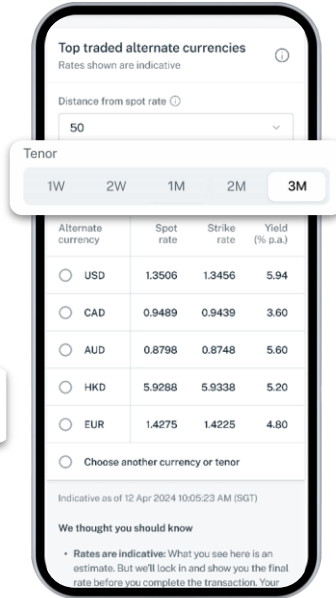 Top traded alternate currencies
Rates shown are indicative
Distance from spot rate
50
Tenor
1W 2W 1M 2M 3M
Alternate currency Spot rate Strike rate Yield (% p.a.)
USD 1.3506 1.3456 5.94
CAD 0.9489 0.9439 3.60
AUD 0.8798 0.8748 5.60
HKD 5.9288 5.9338 5.20
EUR 1.4275 1.4225 4.80
Choose another currency or tenor
Indicative as of 12 Apr 2024 10:05:23 AM (SGT)
We thought you should know
• Rates are indicative: What you see here is an
estimate. But we'll lock in and show you the final
rate before you complete the transaction. Your